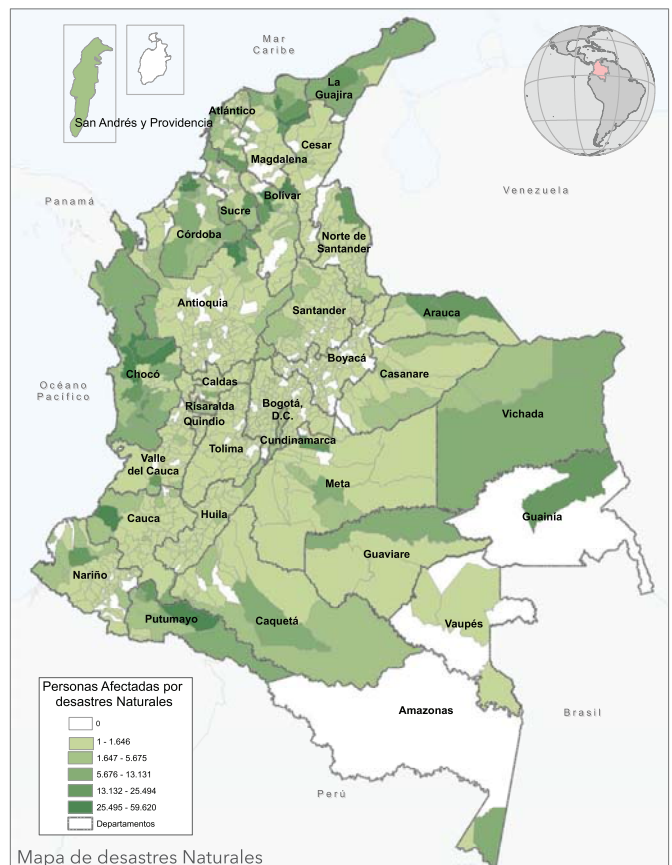 Mar
Caribe
San Andrés y Providencia
La
Guajira
Atlántico
Cesar
Magdalena
Venezuela
Panamá
Bolívar
Sucre
Córdoba
Norte de
Santander
Antioquia
Santander
Arauca
Boyacá
Chocó
Caldas
Casanare
Océano
Pacífico
Risaralda
Quindio
Bogotá,
D.C.
Vichada
Cundinamarca
Tolima
Valle
del Cauca
Meta
Guainía
Cauca
Huila
Guaviare
Nariño
Putumayo
Caquetá
Vaupés
Personas Afectadas por
desastres Naturales
0
1 - 1.646
1.647 - 5.675
5.676 - 13.131
13.132 - 25.494
25.495 - 59.620
Departamentos
Amazonas
Brasil
Perú
Mapa de desastres Naturales